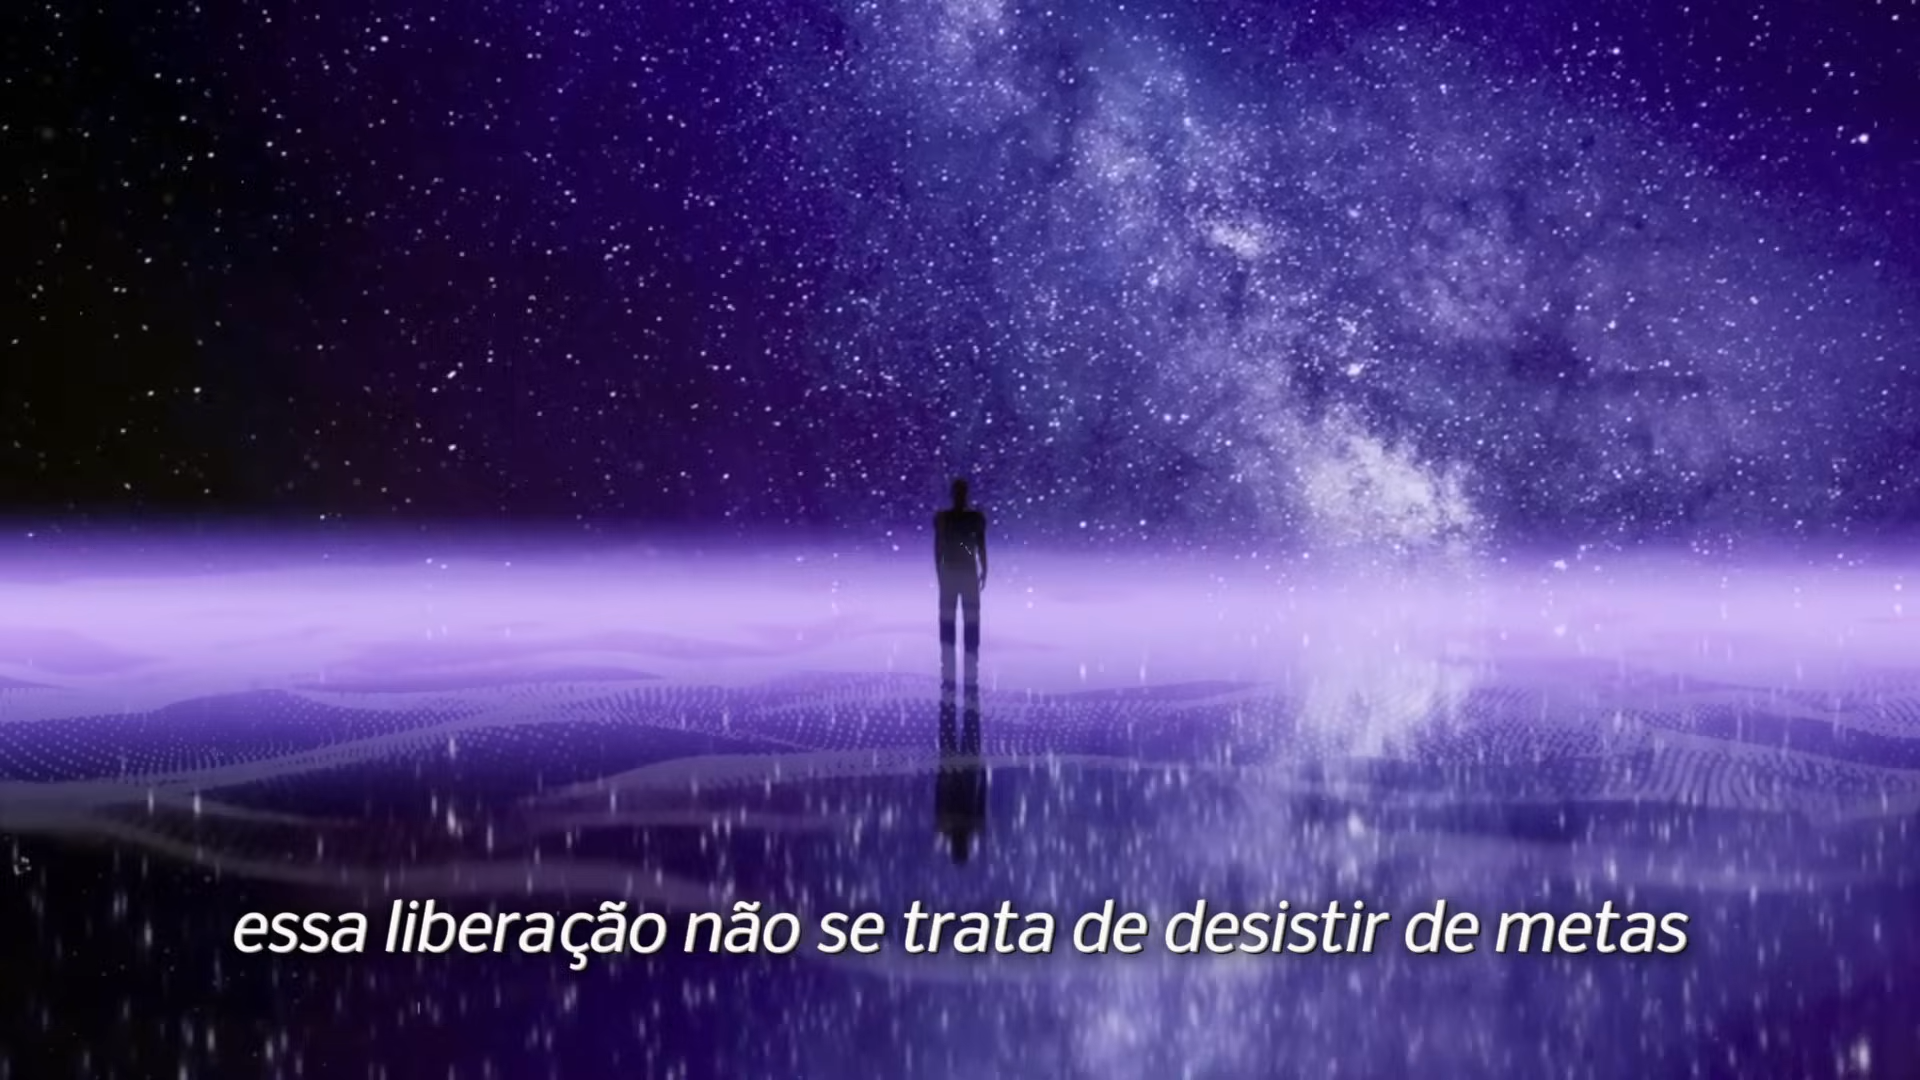 essa liberação não se trata de desistir de metas